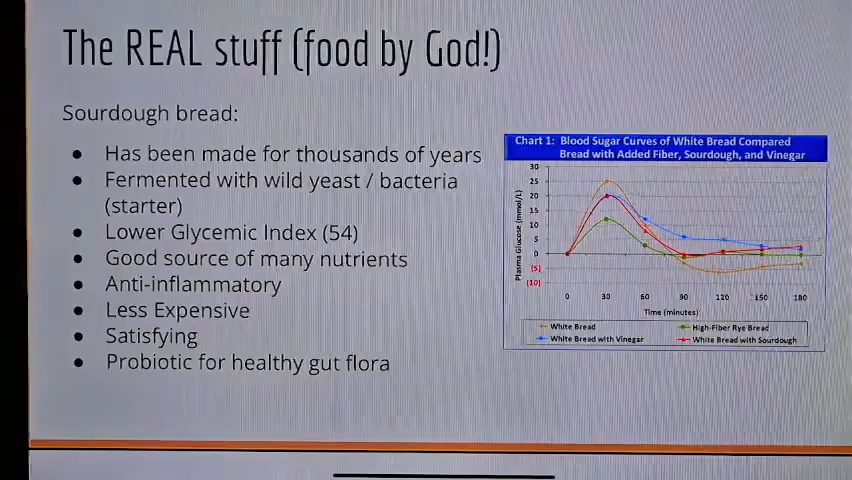 The REAL stuff (food by God!)
Sourdough bread:
● Has been made for thousands of years
● Fermented with wild yeast / bacteria
(starter)
● Lower Glycemic Index (54)
● Good source of many nutrients
● Anti-inflammatory
● Less Expensive
● Satisfying
● Probiotic for healthy gut flora
Chart 1: Blood Sugar Curves of White Bread Compared
Bread with Added Fiber, Sourdough, and Vinegar
Plasma Glucose (mmol/L)
30
25
20
15
10
5
0
(5)
(10)
0 30 60 90 120 150 180
Time (minutes)
White Bread
High-Fiber Rye Bread
White Bread with Vinegar
White Bread with Sourdough